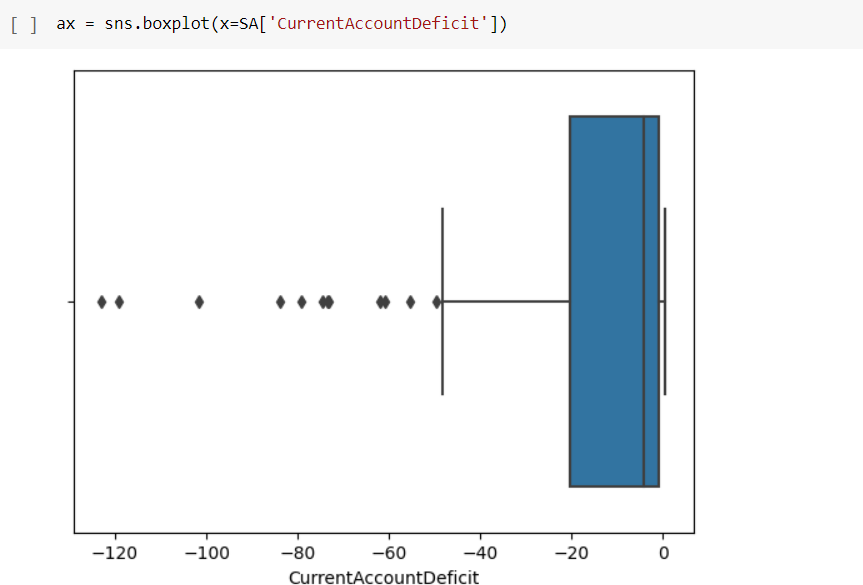 [ ] ax = sns.boxplot(x=SA['CurrentAccountDeficit'])
−120 −100 −80 −60 −40 −20 0
CurrentAccountDeficit